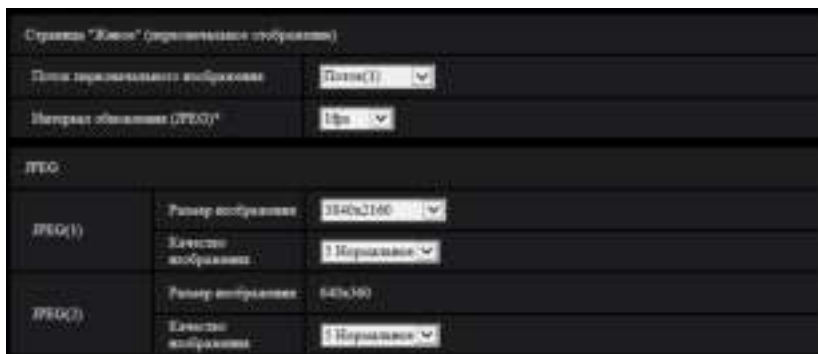 Страница "Живое" (первоначальное отображение)
Поток первоначального изображения
Поток(1)
Интервал обновления (JPEG)*
1fps
JPEG
JPEG(1)
Размер изображения
3840x2160
Качество
изображения
5 Нормальное
JPEG(2)
Размер изображения
640x360
Качество
изображения
5 Нормальное